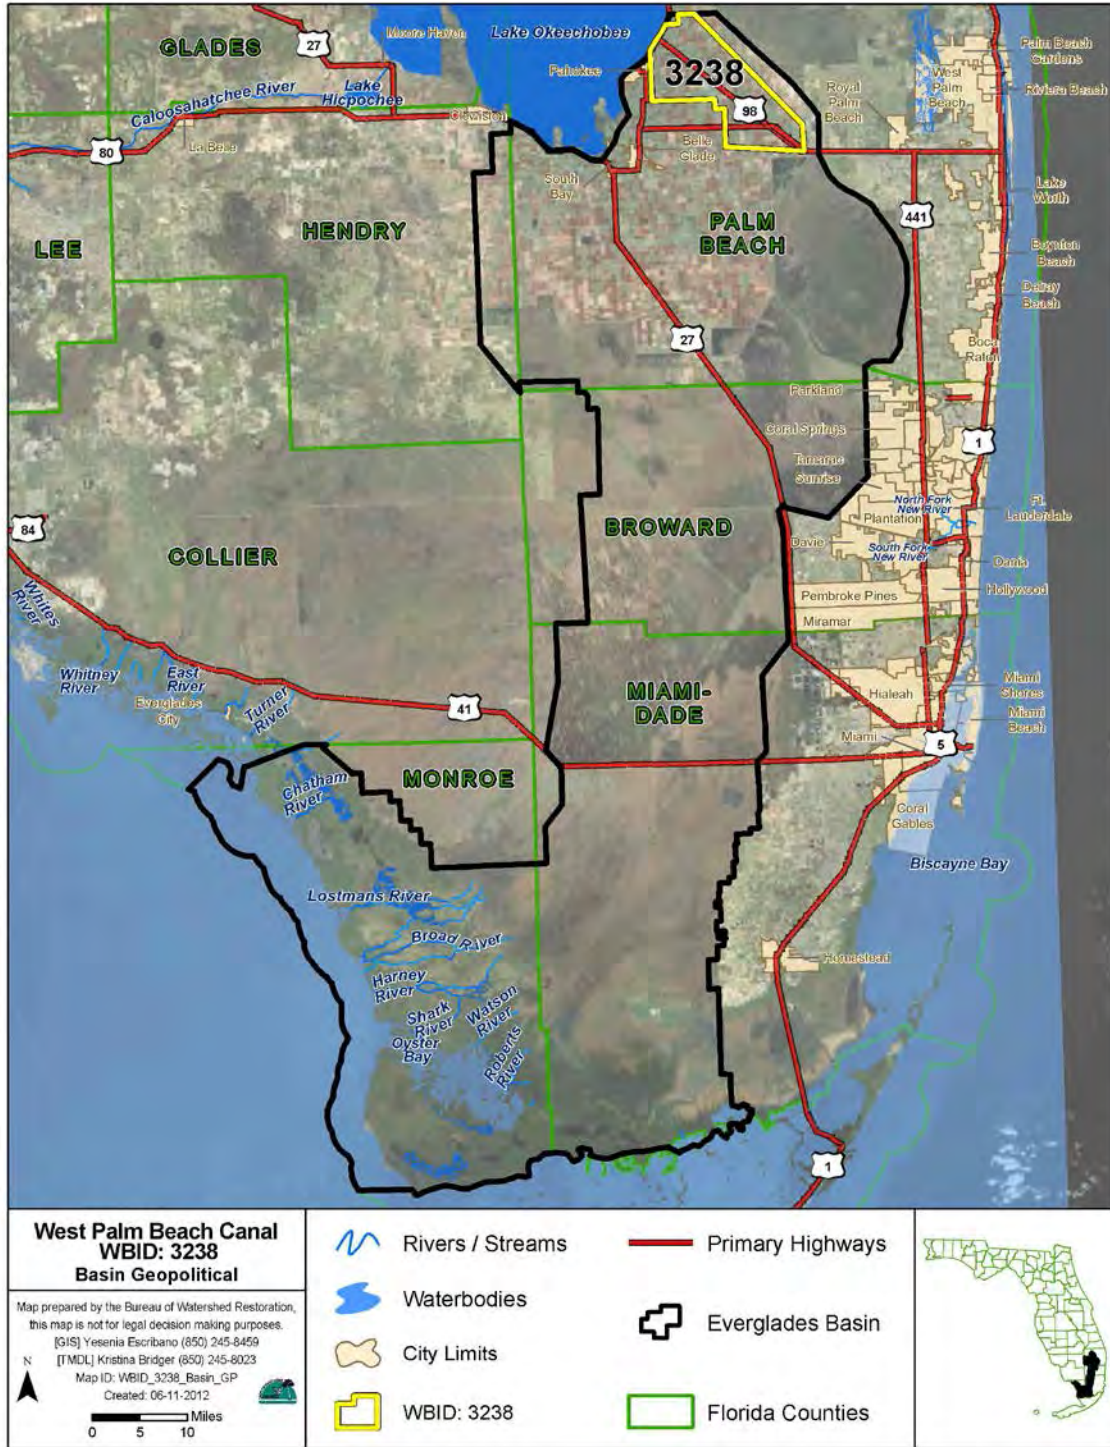 GLADES
27
Moore Haven
Lake Okeechobee
Lake
Hicpochee
Caloosahatchee River
Pahokee
3238
98
Palm Beach
Gardens
West
Palm
Beach
Riviera Beach
Royal
Palm
Beach
Clewiston
80
La Belle
Belle
Glade
South
Bay
Lake
Worth
HENDRY
LEE
PALM
BEACH
441
Boynton
Beach
Delray
Beach
27
Boca
Raton
Parkland
Coral Springs
1
Tamarac
Sunrise
North Fork
New River
Ft.
Lauderdale
Plantation
84
BROWARD
Davie
South Fork
New River
COLLIER
Dania
Hollywood
Whites
River
Pembroke Pines
Miramar
Whitney
River
East
River
Everglades
City
Turner
River
41
MIAMI-
DADE
Hialeah
Miami
Shores
Miami
Beach
Miami
5
MONROE
Chatham
River
Coral
Gables
Biscayne Bay
Lostmans River
Broad River
Homestead
Harney
River
Shark
River
Watson
River
Oyster
Bay
Roberts
River
1
West Palm Beach Canal
WBID: 3238
Basin Geopolitical
Map prepared by the Bureau of Watershed Restoration,
this map is not for legal decision making purposes.
[GIS] Yesenia Escribano (850) 245-8459
[TMDL] Kristina Bridger (850) 245-8023
Map ID: WBID_3238_Basin_GP
Created: 06-11-2012
N
Miles
0 5 10
Rivers / Streams
Waterbodies
City Limits
WBID: 3238
Primary Highways
Everglades Basin
Florida Counties